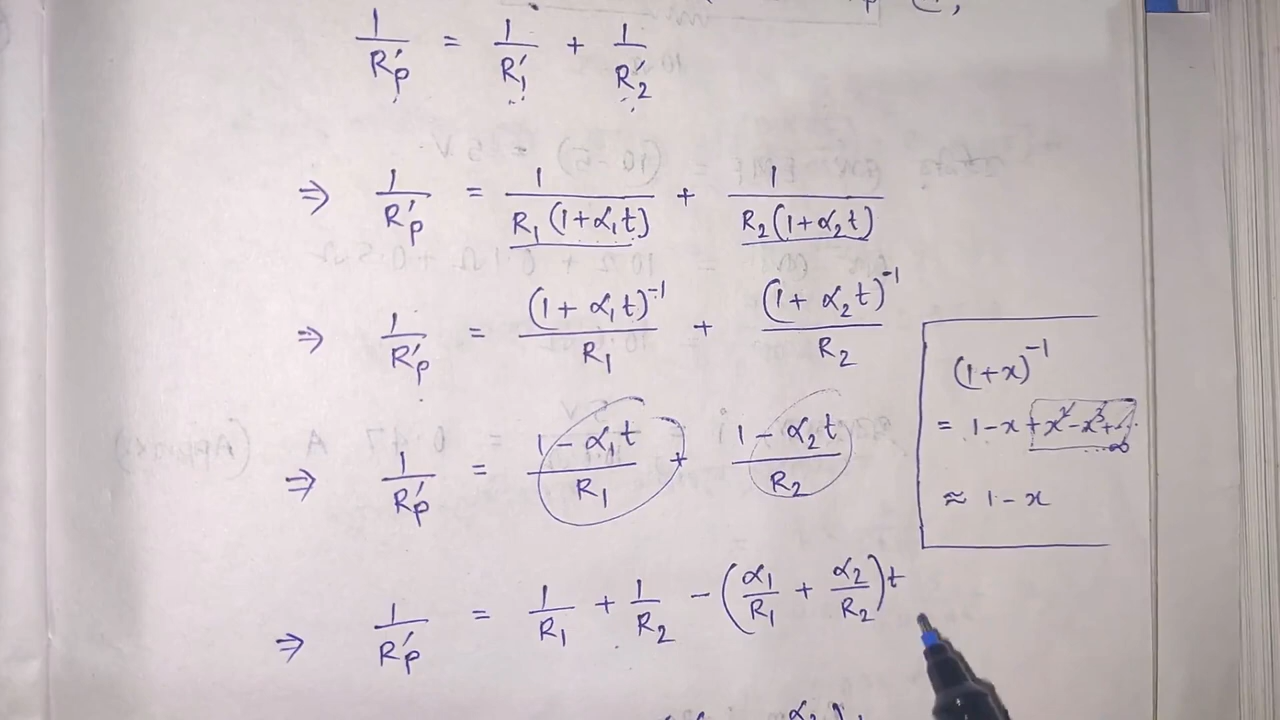 1/R'p = 1/R'1 + 1/R'2
⇒ 1/R'p = 1/R1(1+α1t) + 1/R2(1+α2t)
⇒ 1/R'p = (1+α1t)^-1/R1 + (1+α2t)^-1/R2
⇒ 1/R'p = 1-α1t/R1 + 1-α2t/R2
⇒ 1/R'p = 1/R1 + 1/R2 - (α1/R1 + α2/R2)t
(1+x)^-1
= 1-x+x²-x³+...∞
≈ 1-x